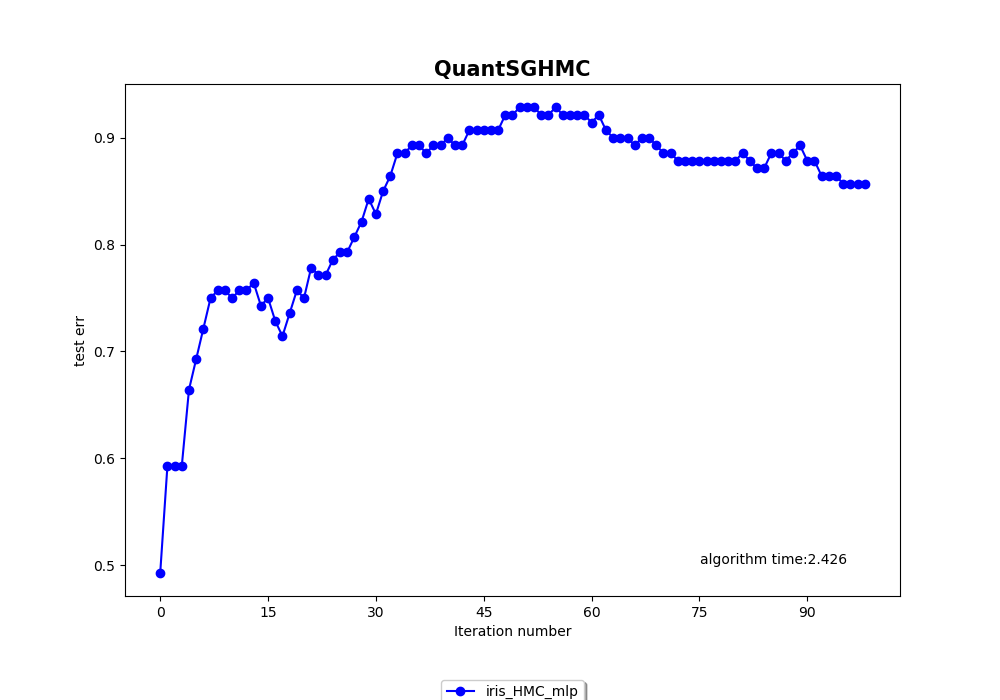 QuantSGHMC
0.9
0.8
0.7
0.6
0.5
test err
algorithm time:2.426
0 15 30 45 60 75 90
Iteration number
iris_HMC_mlp